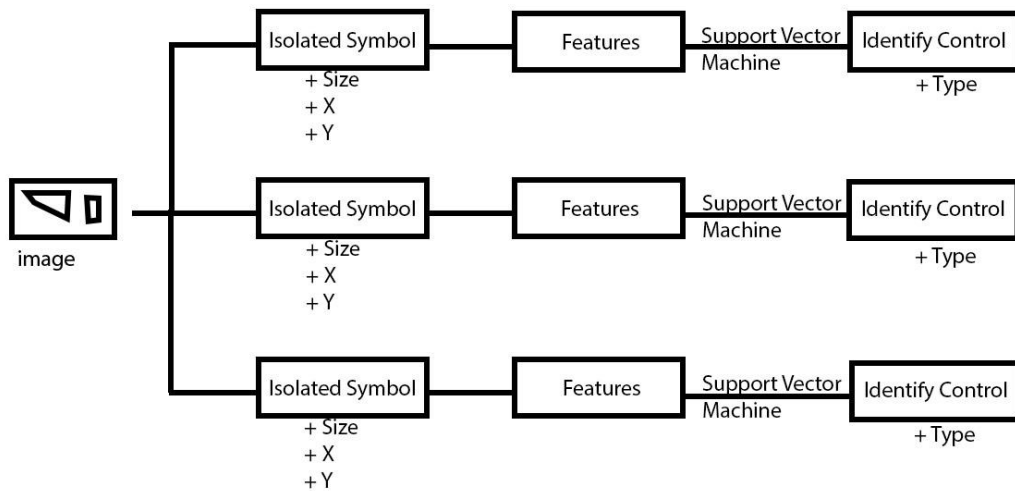 Isolated Symbol
+ Size
+ X
+ Y
Features
Support Vector
Machine
Identify Control
+ Type
image
Isolated Symbol
+ Size
+ X
+ Y
Features
Support Vector
Machine
Identify Control
+ Type
Isolated Symbol
+ Size
+ X
+ Y
Features
Support Vector
Machine
Identify Control
+ Type